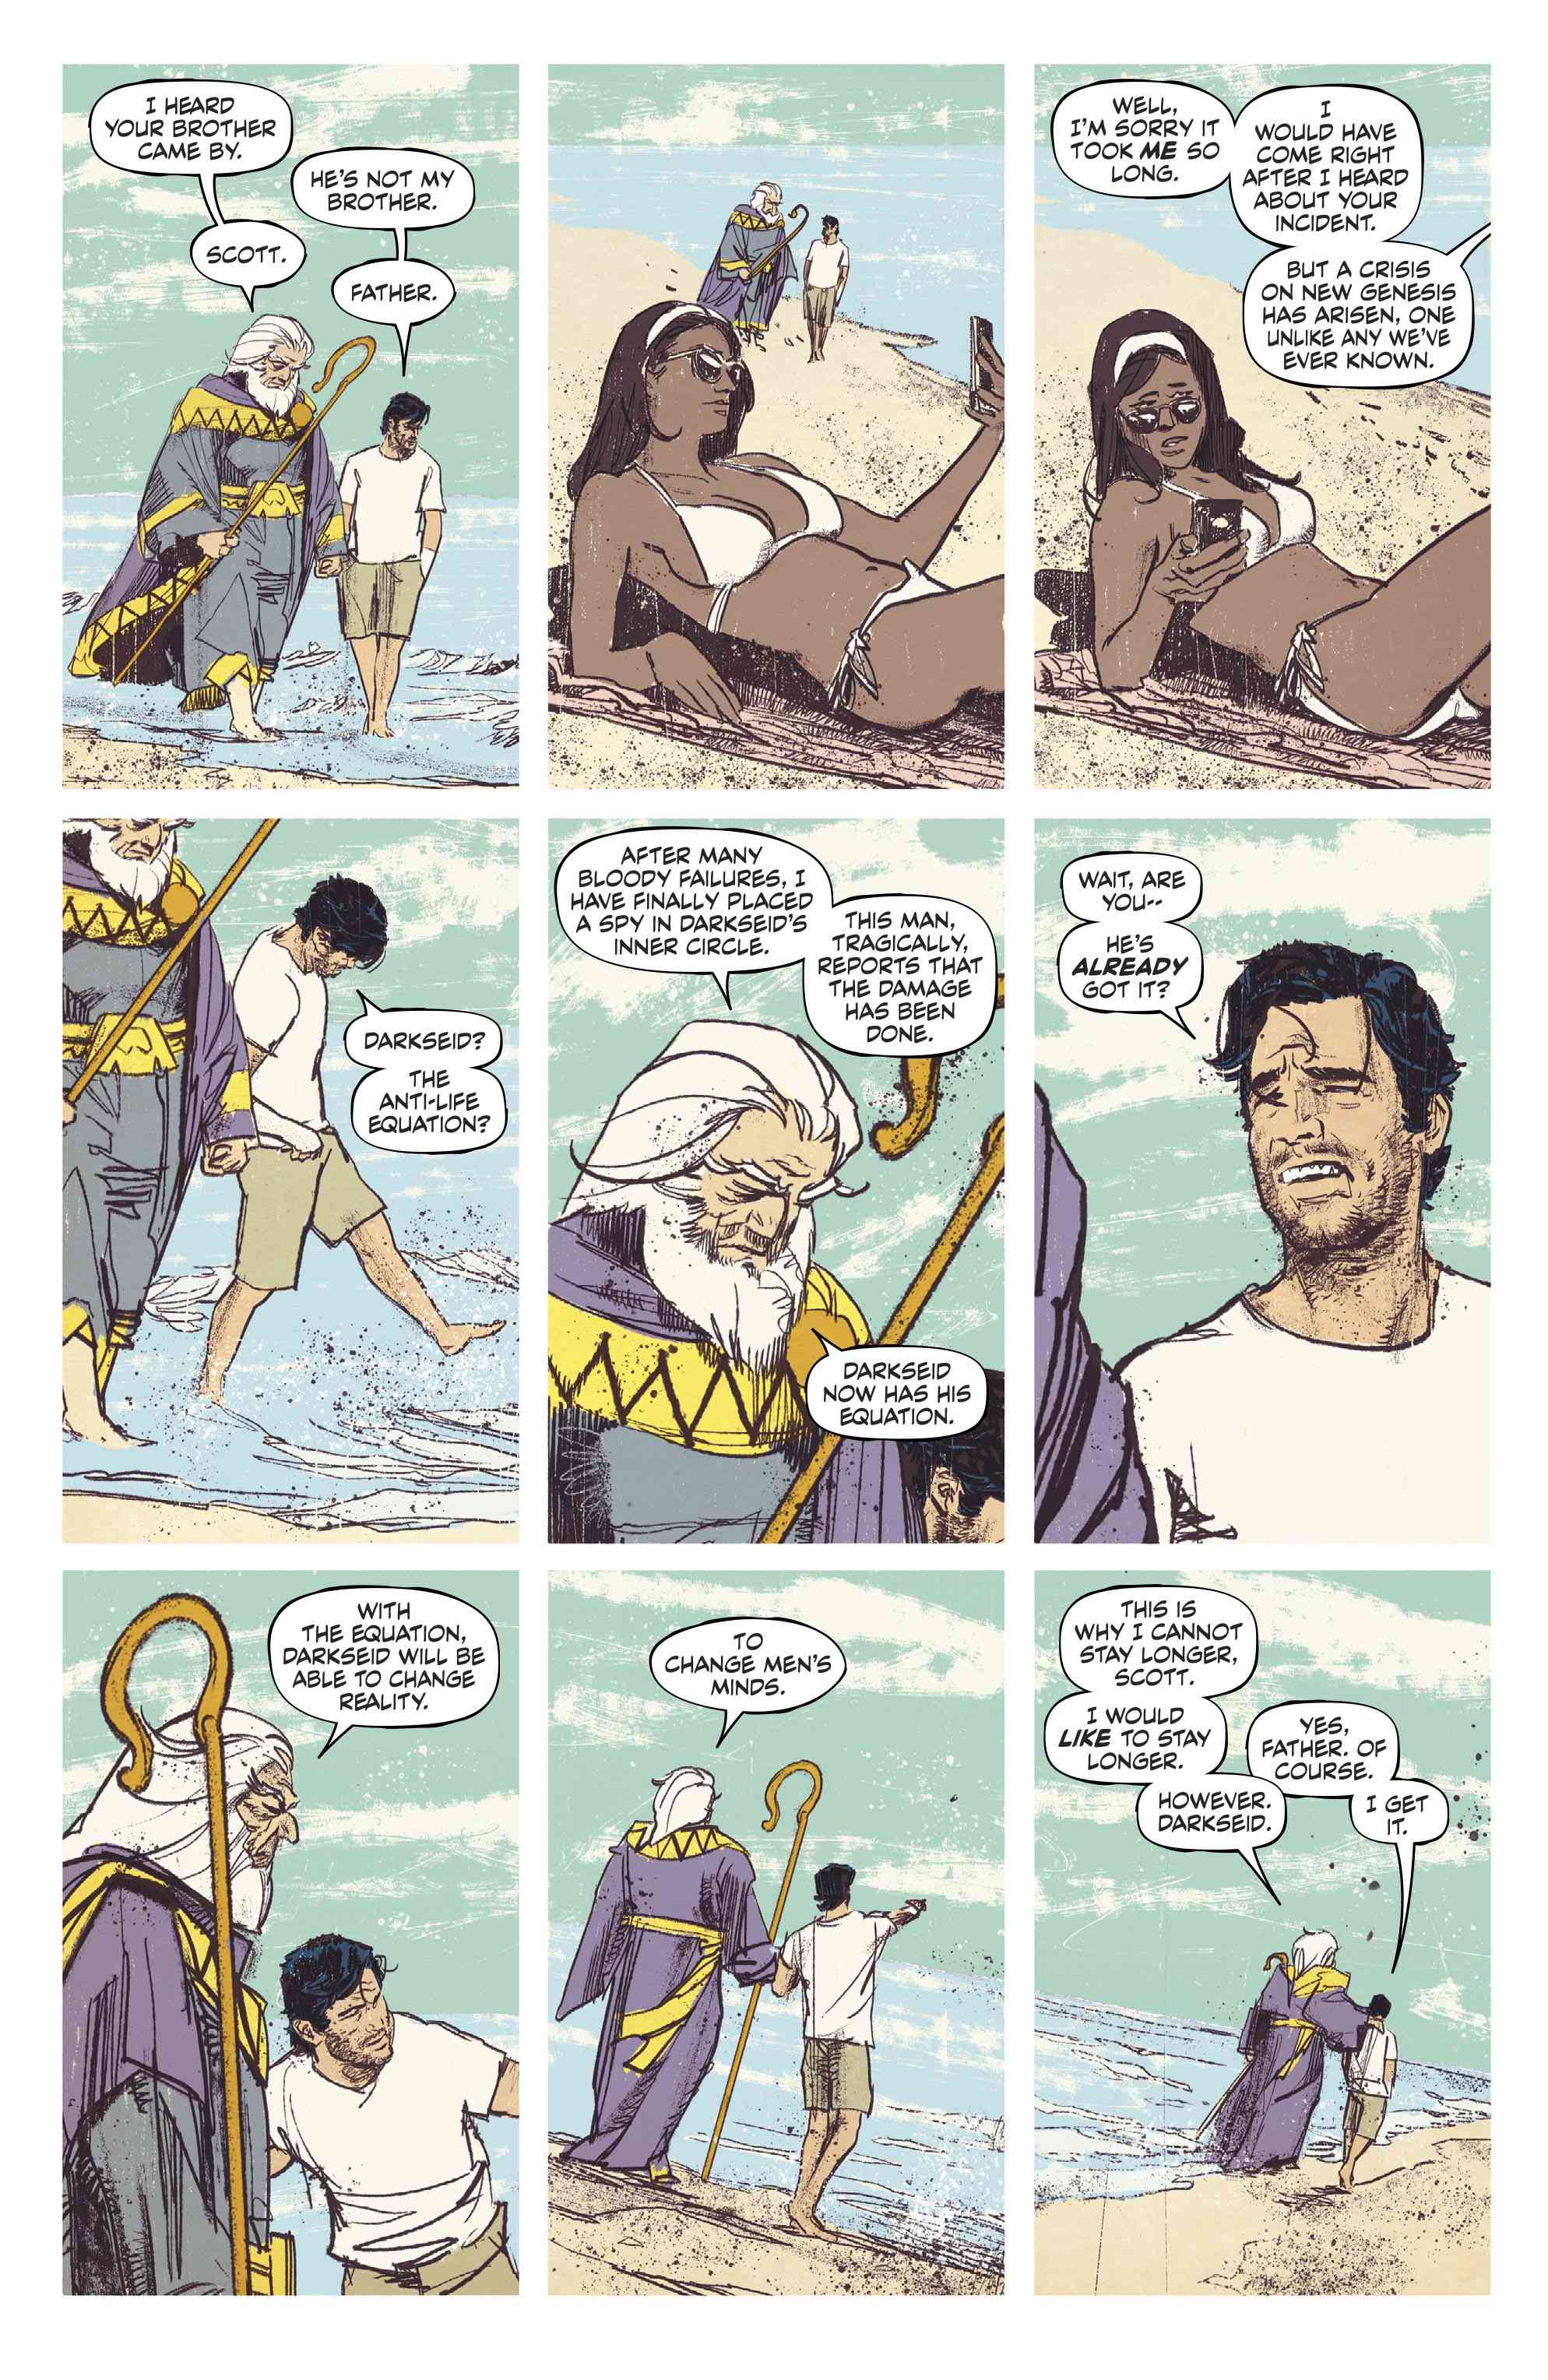 I HEARD
YOUR BROTHER
CAME BY.
SCOTT.
HE'S NOT MY
BROTHER.
FATHER.
WELL,
I'M SORRY IT
TOOK ME SO
LONG.
I
WOULD HAVE
COME RIGHT
AFTER I HEARD
ABOUT YOUR
INCIDENT.
BUT A CRISIS
ON NEW GENESIS
HAS ARISEN, ONE
UNLIKE ANY WE'VE
EVER KNOWN.
DARKSEID?
THE
ANTI-LIFE
EQUATION?
AFTER MANY
BLOODY FAILURES, I
HAVE FINALLY PLACED
A SPY IN DARKSEID'S
INNER CIRCLE.
THIS MAN,
TRAGICALLY,
REPORTS THAT
THE DAMAGE
HAS BEEN
DONE.
DARKSEID
NOW HAS HIS
EQUATION.
WAIT, ARE
YOU--
HE'S
ALREADY
GOT IT?
WITH
THE EQUATION,
DARKSEID WILL BE
ABLE TO CHANGE
REALITY.
TO
CHANGE MEN'S
MINDS.
THIS IS
WHY I CANNOT
STAY LONGER,
SCOTT.
I WOULD
LIKE TO STAY
LONGER.
HOWEVER.
DARKSEID.
YES,
FATHER. OF
COURSE.
I GET
IT.